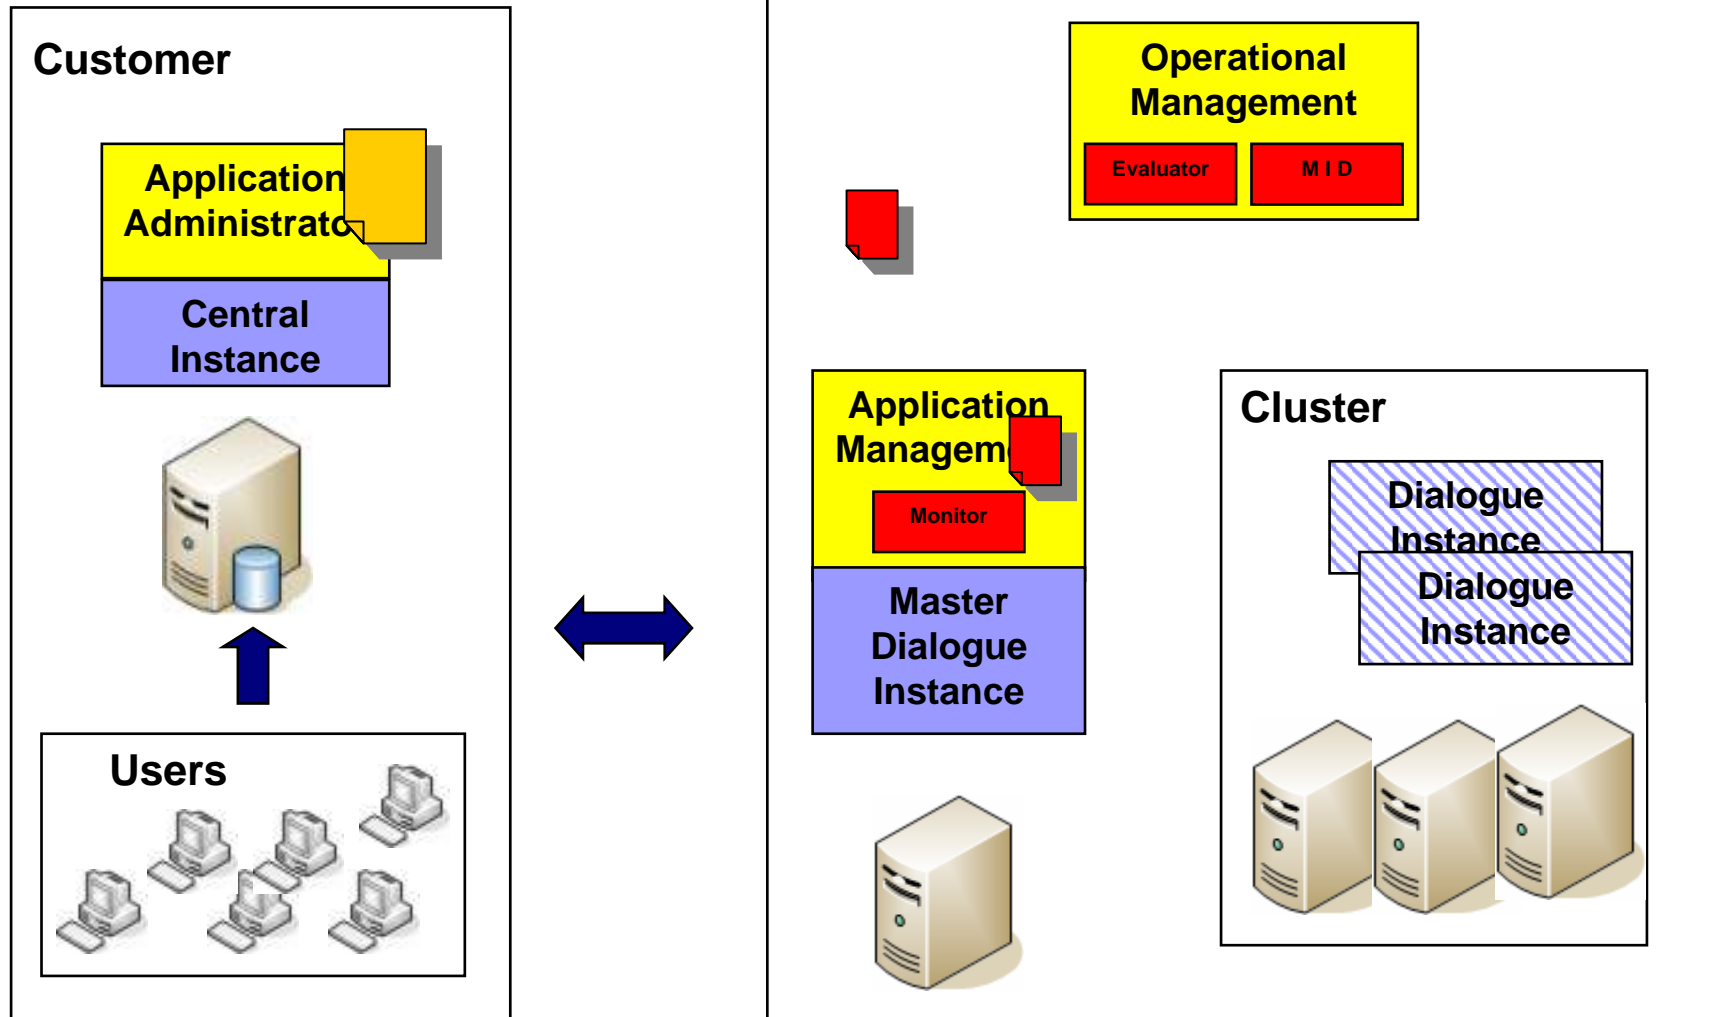 Customer
Application
Administrato
Central
Instance
Users
Operational
Management
Evaluator
M I D
Application
Managem
Monitor
Master
Dialogue
Instance
Cluster
Dialogue
Instance
Dialogue
Instance